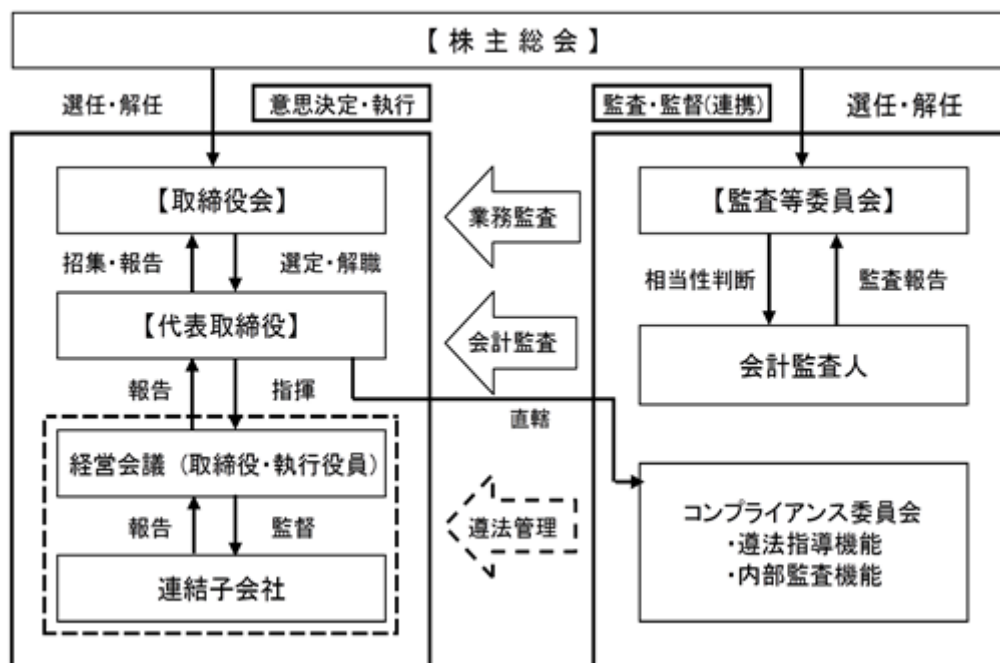 【株主総会】
選任・解任
意思決定・執行
監査・監督(連携)
選任・解任
【取締役会】
業務監査
【監査等委員会】
招集・報告
選定・解職
相当性判断
監査報告
【代表取締役】
会計監査
会計監査人
報告
指揮
直轄
経営会議（取締役・執行役員）
報告
監督
遵法管理
コンプライアンス委員会
・遵法指導機能
・内部監査機能
連結子会社